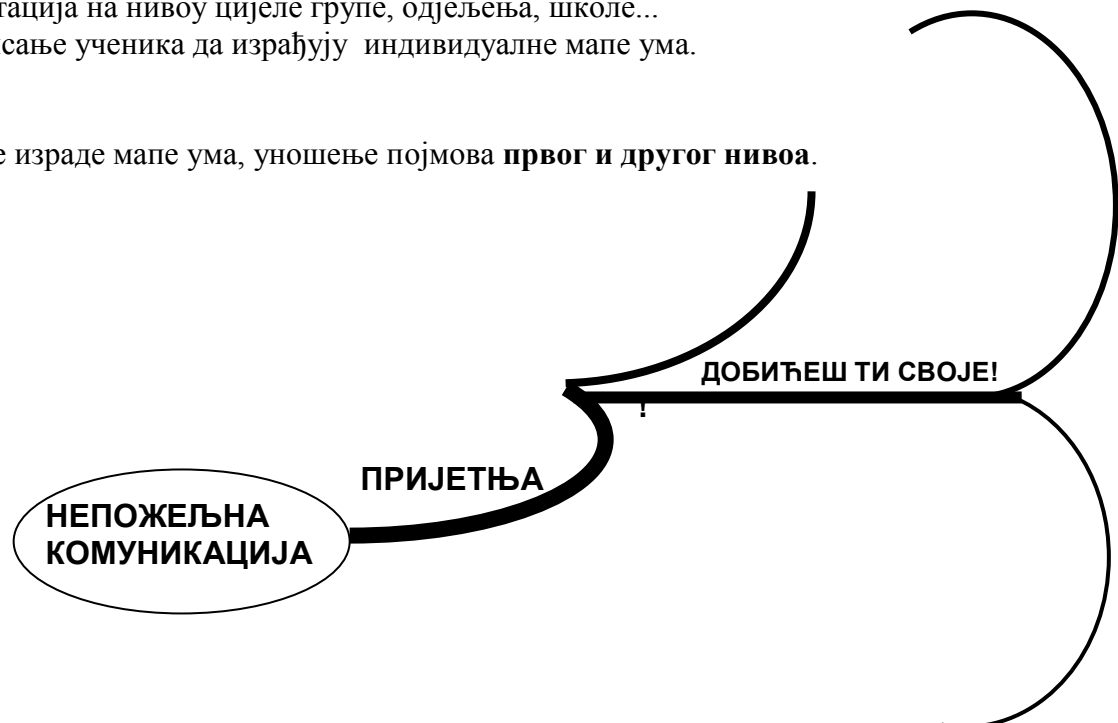 тација на нивоу цијеле групе, одјељења, школе...
сање ученика да израђују индивидуалне мапе ума.
е израде мапе ума, уношење појмова првог и другог нивоа.
ДОБИЋЕШ ТИ СВОЈЕ!
!
ПРИЈЕТЊА
НЕПОЖЕЉНА
КОМУНИКАЦИЈА